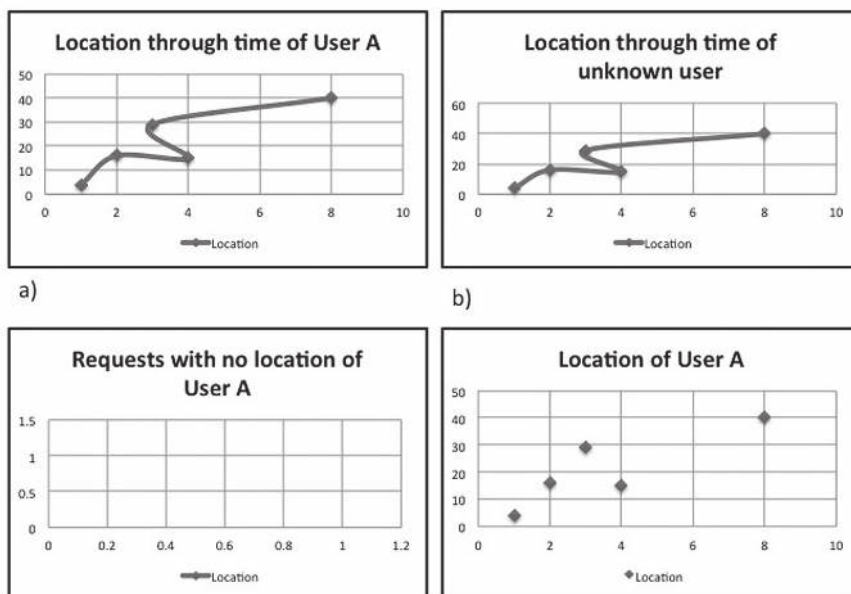 Location through time of User A
50
40
30
20
10
0
0 2 4 6 8 10
Location
a)
Location through time of
unknown user
60
40
20
0
0 2 4 6 8 10
Location
b)
Requests with no location of
User A
1.5
1
0.5
0
0 0.2 0.4 0.6 0.8 1 1.2
Location
Location of User A
50
40
30
20
10
0
0 2 4 6 8 10
Location